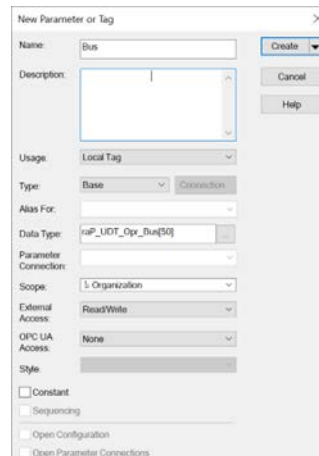 New Parameter or Tag
Name: Bus Create
Description: Cancel
Help
Usage: Local Tag
Type: Base Connection
Alias For:
Data Type: raP_UDT_Opr_Bus[50] ...
Parameter
Connection:
Scope: Organization
External
Access: Read/Write
OPC UA
Access: None
Style:
Constant
Sequencing
Open Configuration
Open Parameter Connections